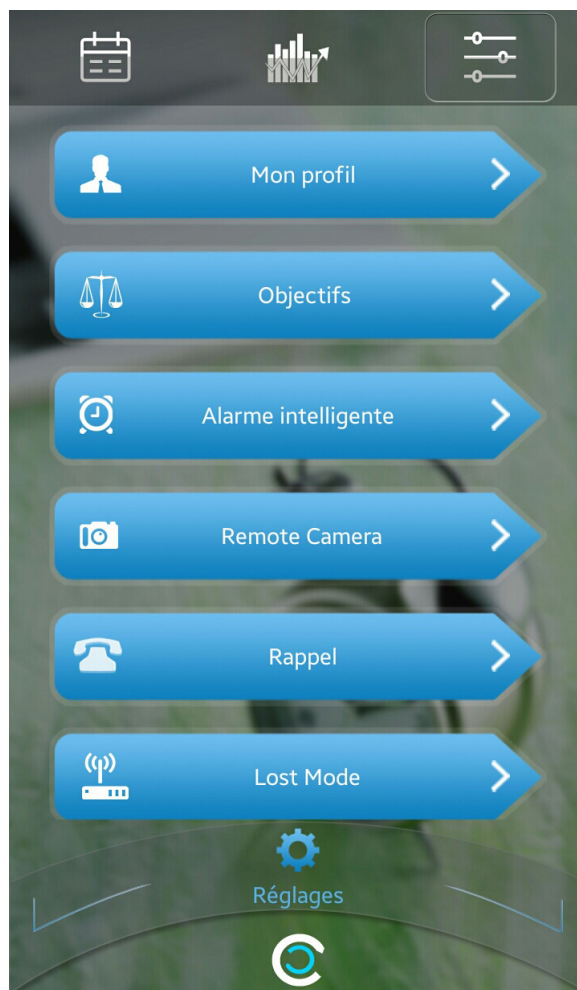 Mon profil
Objectifs
Alarme intelligente
Remote Camera
Rappel
Lost Mode
Réglages